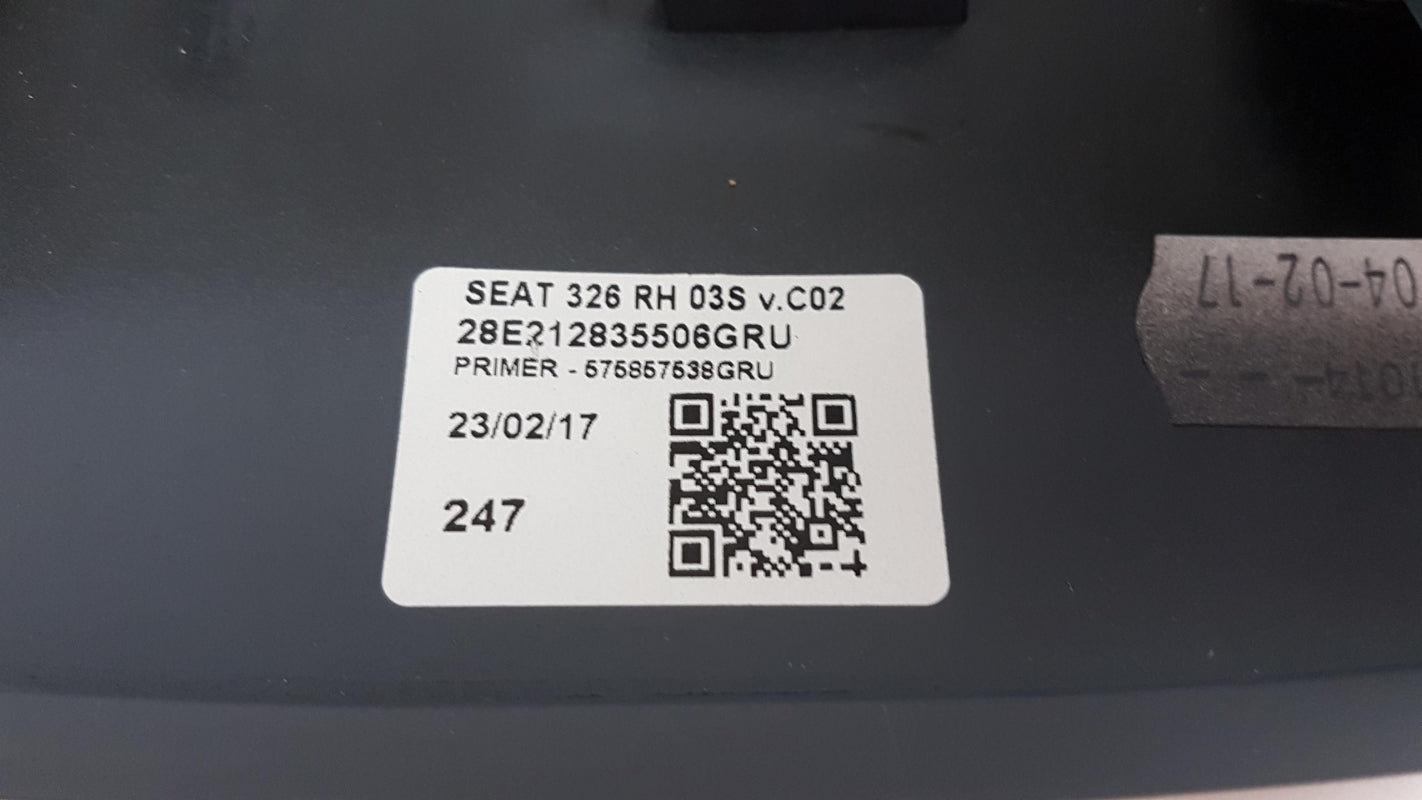 SEAT 326 RH 03S v.C02
28E212835506GRU
PRIMER - 575857538GRU
23/02/17
247
04-02-17